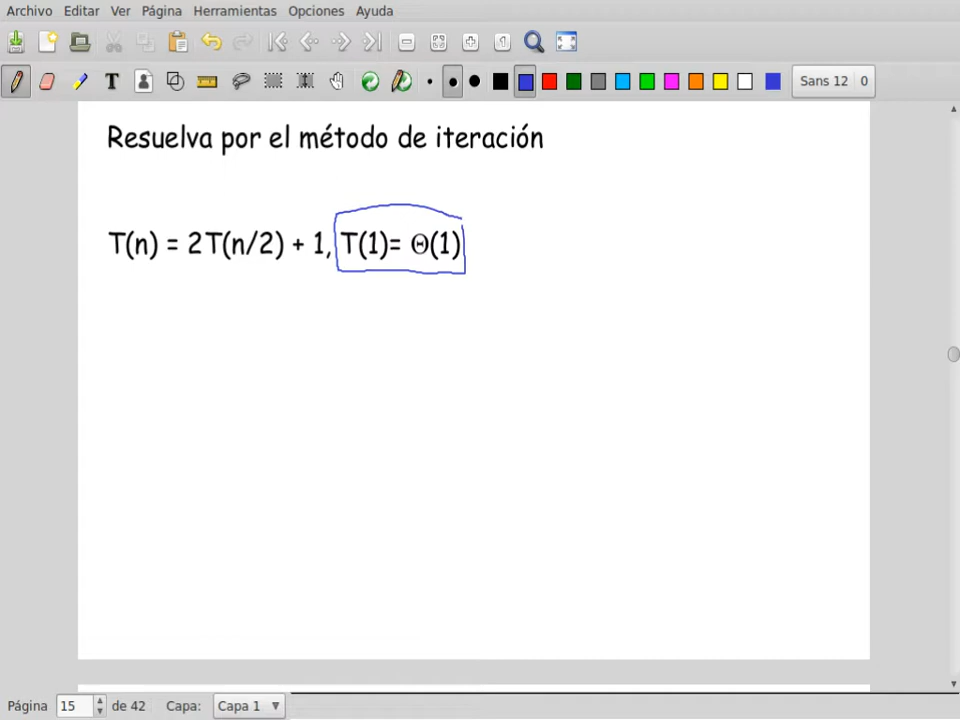 Archivo Editar Ver Página Herramientas Opciones Ayuda
T Sans 12 0
Resuelva por el método de iteración
T(n) = 2T(n/2) + 1, T(1)= Θ(1)
Página 15 de 42 Capa: Capa 1